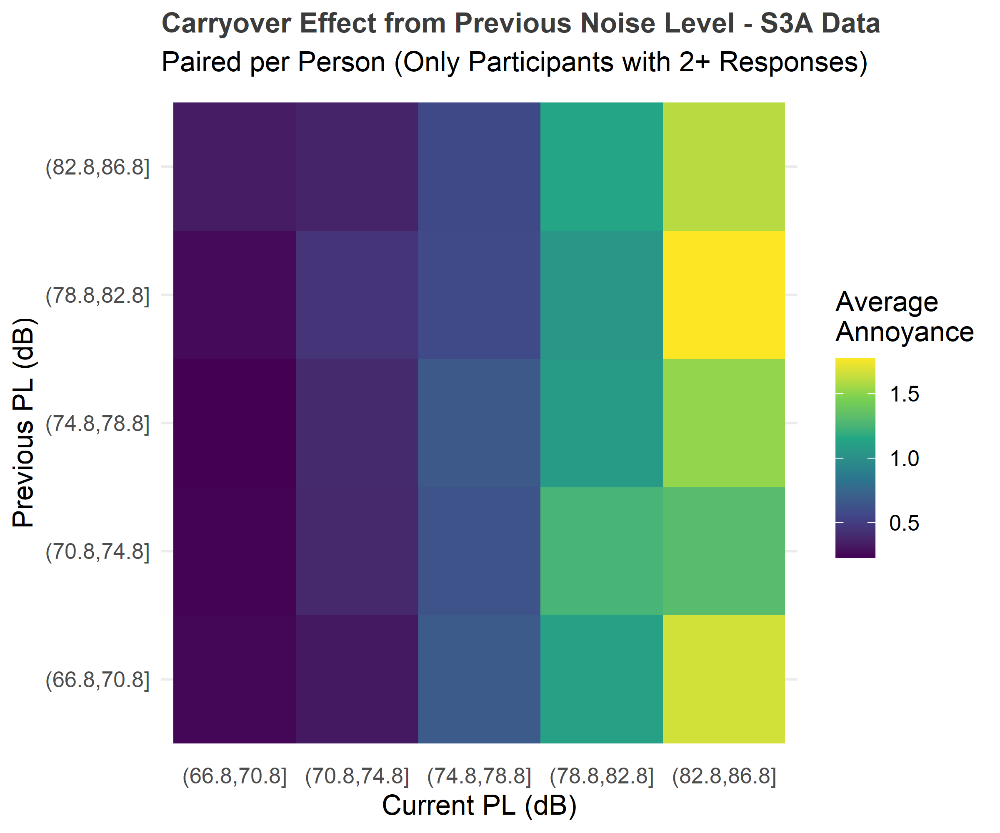 Carryover Effect from Previous Noise Level - S3A Data
Paired per Person (Only Participants with 2+ Responses)
Previous PL (dB)
(82.8,86.8]
(78.8,82.8]
(74.8,78.8]
(70.8,74.8]
(66.8,70.8]
(66.8,70.8] (70.8,74.8] (74.8,78.8] (78.8,82.8] (82.8,86.8]
Current PL (dB)
Average
Annoyance
1.5
1.0
0.5